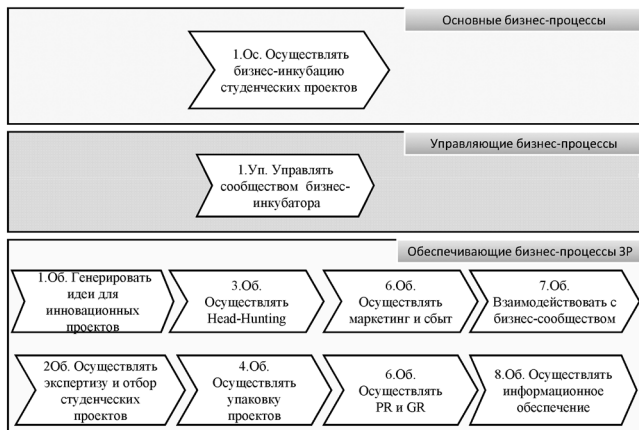 Основные бизнес-процессы
1.Ос. Осуществлять
бизнес-инкубацию
студенческих проектов
Управляющие бизнес-процессы
1.Уп. Управлять
сообществом бизнес-
инкубатора
Обеспечивающие бизнес-процессы ЗР
1.Об. Генерировать
идеи для
инновационных
проектов
3.Об.
Осуществлять
Head-Hunting
6.Об.
Осуществлять
маркетинг и сбыт
7.Об.
Взаимодействовать с
бизнес-сообществом
2Об. Осуществлять
экспертизу и отбор
студенческих
проектов
4.Об.
Осуществлять
упаковку
проектов
6.Об.
Осуществлять
PR и GR
8.Об. Осуществлять
информационное
обеспечение